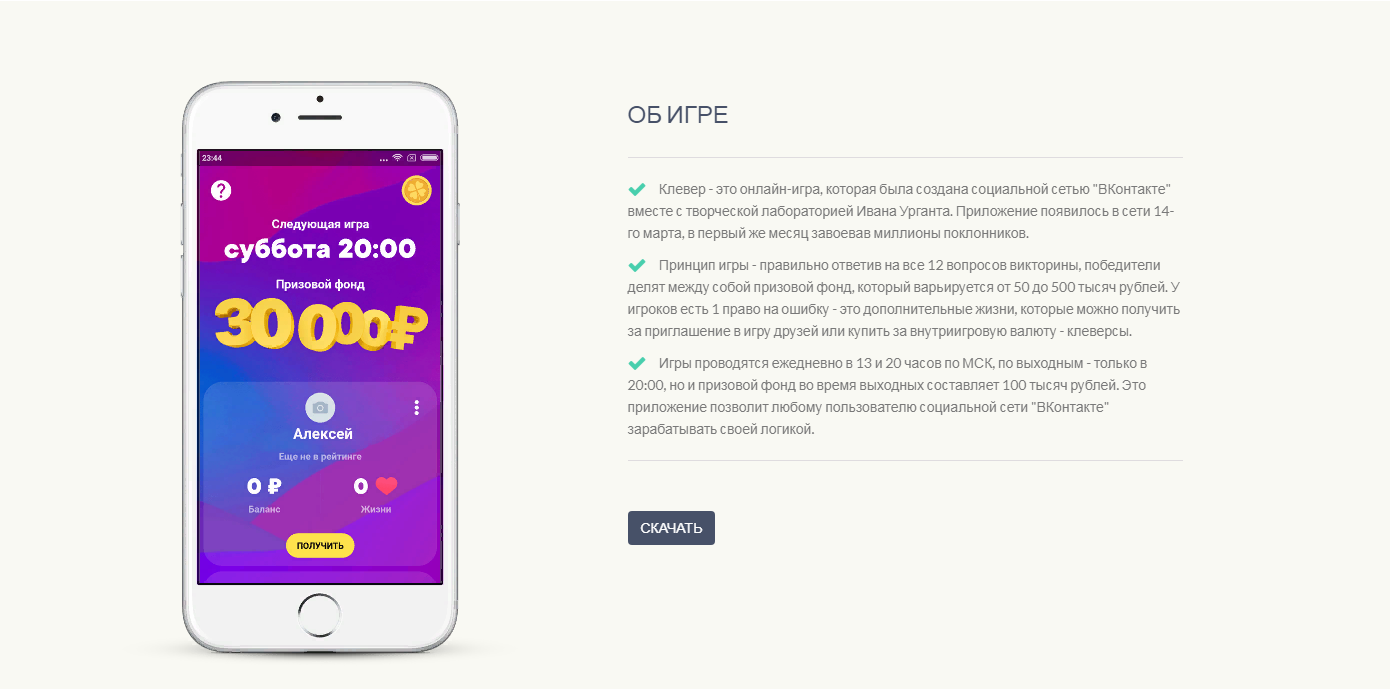 23:44
Следующая игра
суббота 20:00
Призовой фонд
30 000₽
Алексей
Еще не в рейтинге
0 ₽
0
Баланс
Жизни
ПОЛУЧИТЬ
ОБ ИГРЕ
Клевер - это онлайн-игра, которая была создана социальной сетью "ВКонтакте"
вместе с творческой лабораторией Ивана Урганта. Приложение появилось в сети 14-
го марта, в первый же месяц завоевав миллионы поклонников.
Принцип игры - правильно ответив на все 12 вопросов викторины, победители
делят между собой призовой фонд, который варьируется от 50 до 500 тысяч рублей. У
игроков есть 1 право на ошибку - это дополнительные жизни, которые можно получить
за приглашение в игру друзей или купить за внутриигровую валюту - клеверсы.
Игры проводятся ежедневно в 13 и 20 часов по МСК, по выходным - только в
20:00, но и призовой фонд во время выходных составляет 100 тысяч рублей. Это
приложение позволит любому пользователю социальной сети "ВКонтакте"
зарабатывать своей логикой.
СКАЧАТЬ